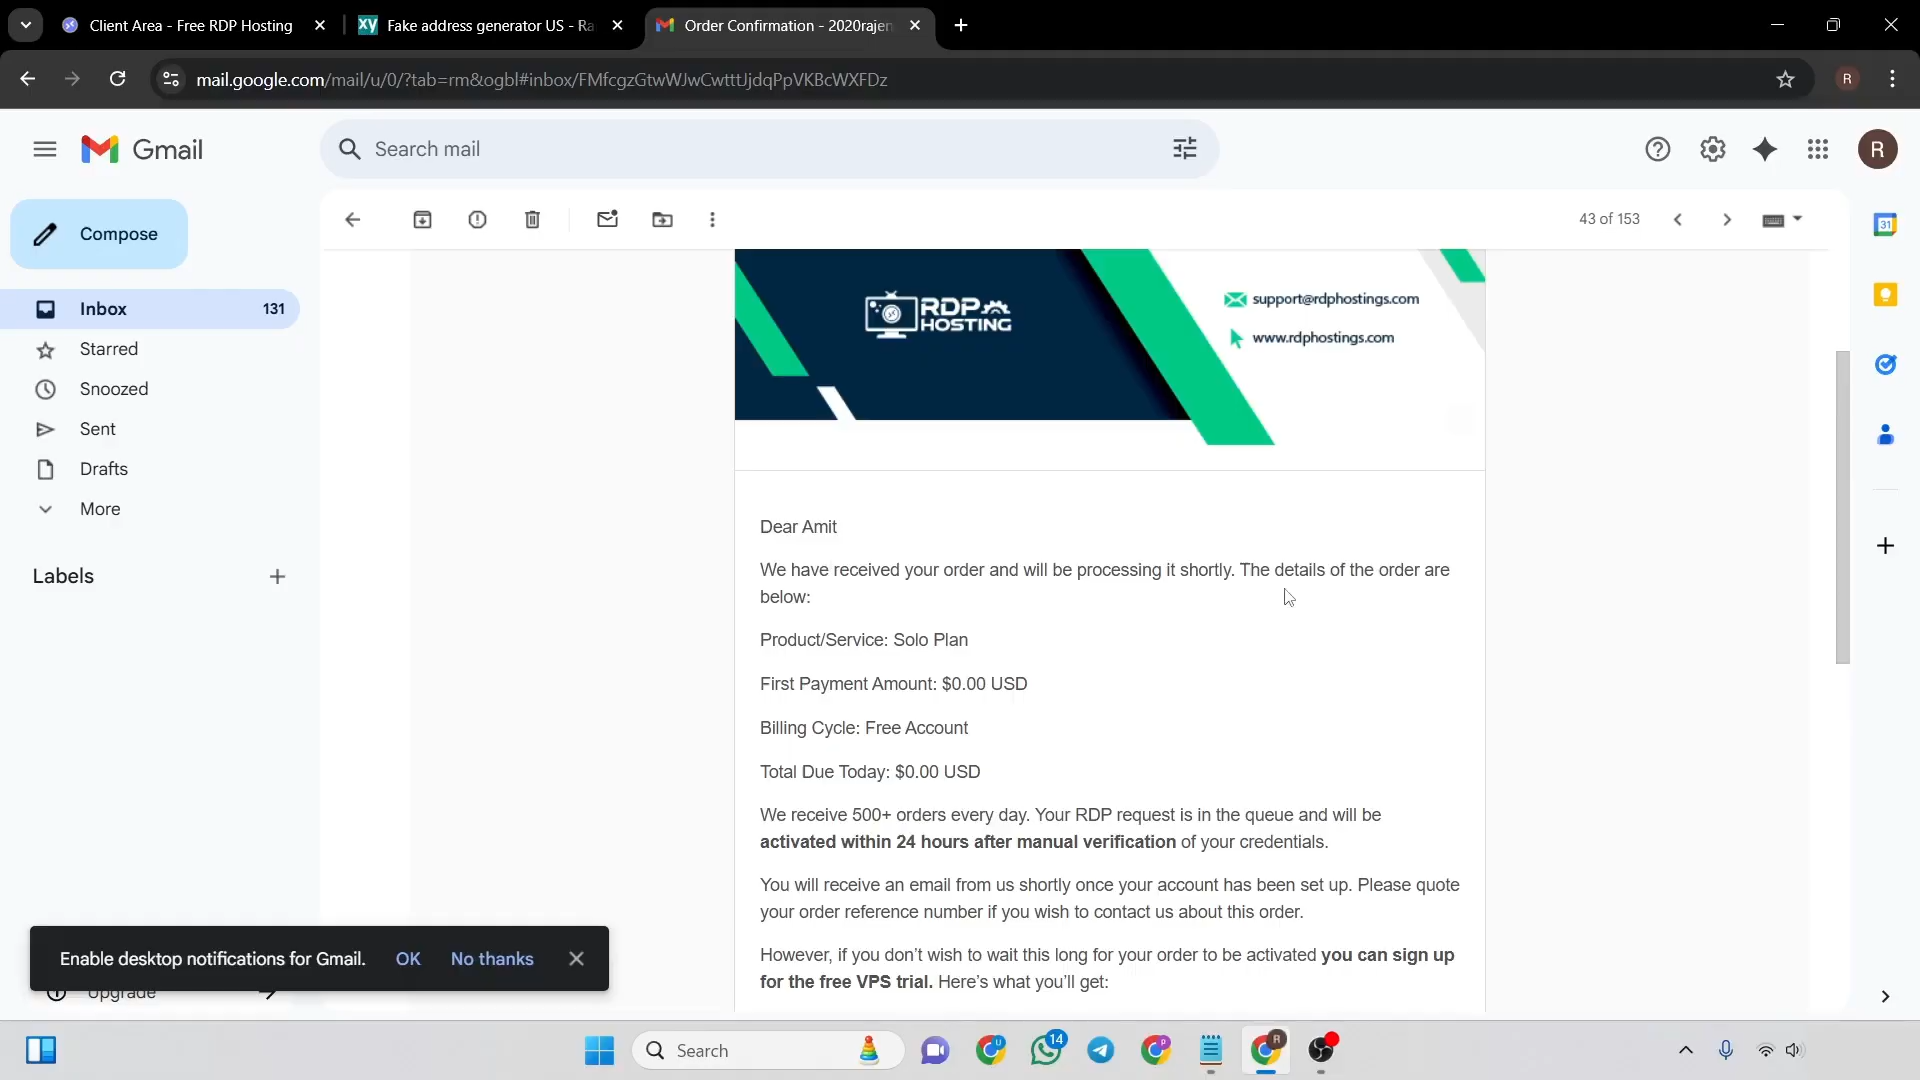 Client Area - Free RDP Hosting
Fake address generator US - Ra
Order Confirmation - 2020rajen
mail.google.com/mail/u/0/?tab=rm&ogbl#inbox/FMfcgzGtwWJwCwtttJjdqPpVKBcWXFDz
R
Gmail
Search mail
R
Compose
43 of 153
31
Inbox 131
Starred
Snoozed
Sent
Drafts
More
Labels
RDP
HOSTING
support@rdphostings.com
www.rdphostings.com
Dear Amit
We have received your order and will be processing it shortly. The details of the order are
below:
Product/Service: Solo Plan
First Payment Amount: $0.00 USD
Billing Cycle: Free Account
Total Due Today: $0.00 USD
We receive 500+ orders every day. Your RDP request is in the queue and will be
activated within 24 hours after manual verification of your credentials.
You will receive an email from us shortly once your account has been set up. Please quote
your order reference number if you wish to contact us about this order.
However, if you don't wish to wait this long for your order to be activated you can sign up
for the free VPS trial. Here's what you'll get:
Enable desktop notifications for Gmail. OK No thanks
Upgrade
Search
U
14
P
R